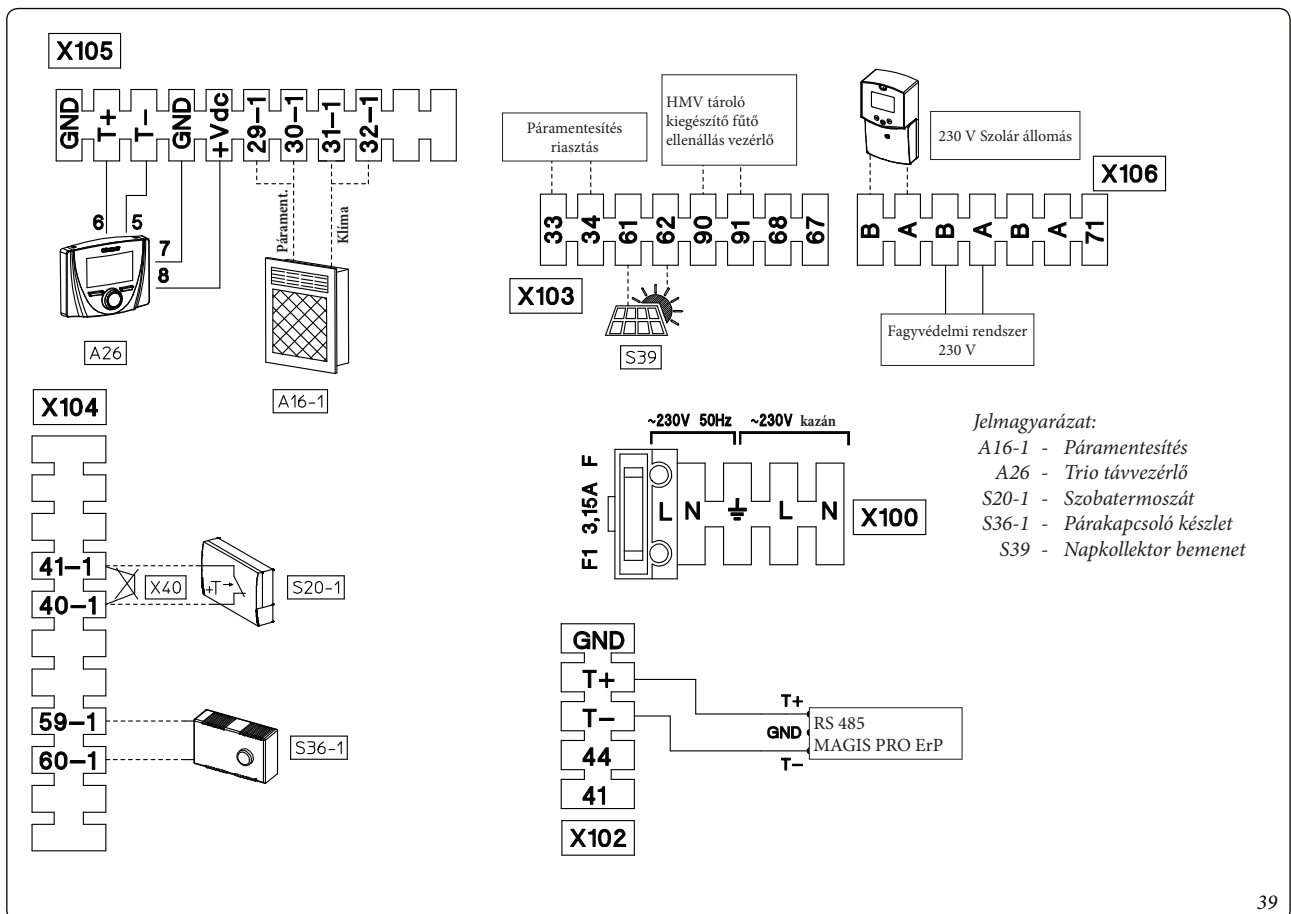 X105
GND
T+
T-
GND
+Vdc
29-1
30-1
31-1
32-1
6
5
7
8
Párament.
Klíma
A26
A16-1
Páramentesítés
riasztás
HMV tároló
kiegészítő fűtő
ellenállás vezérlő
33
34
61
62
90
91
68
67
X103
S39
230 V Szolár állomás
X106
B
A
B
A
B
A
71
Fagyvédelmi rendszer
230 V
X104
41-1
40-1
X40
+T
S20-1
59-1
60-1
S36-1
~230V 50Hz
~230V kazán
F1 3,15A F
L
N
L
N
X100
Jelmagyarázat:
A16-1 - Páramentesítés
A26 - Trio távvezérlő
S20-1 - Szobatermoszát
S36-1 - Párakapcsoló készlet
S39 - Napkollektor bemenet
GND
T+
T-
44
41
X102
T+
GND
T-
RS 485
MAGIS PRO ErP
39